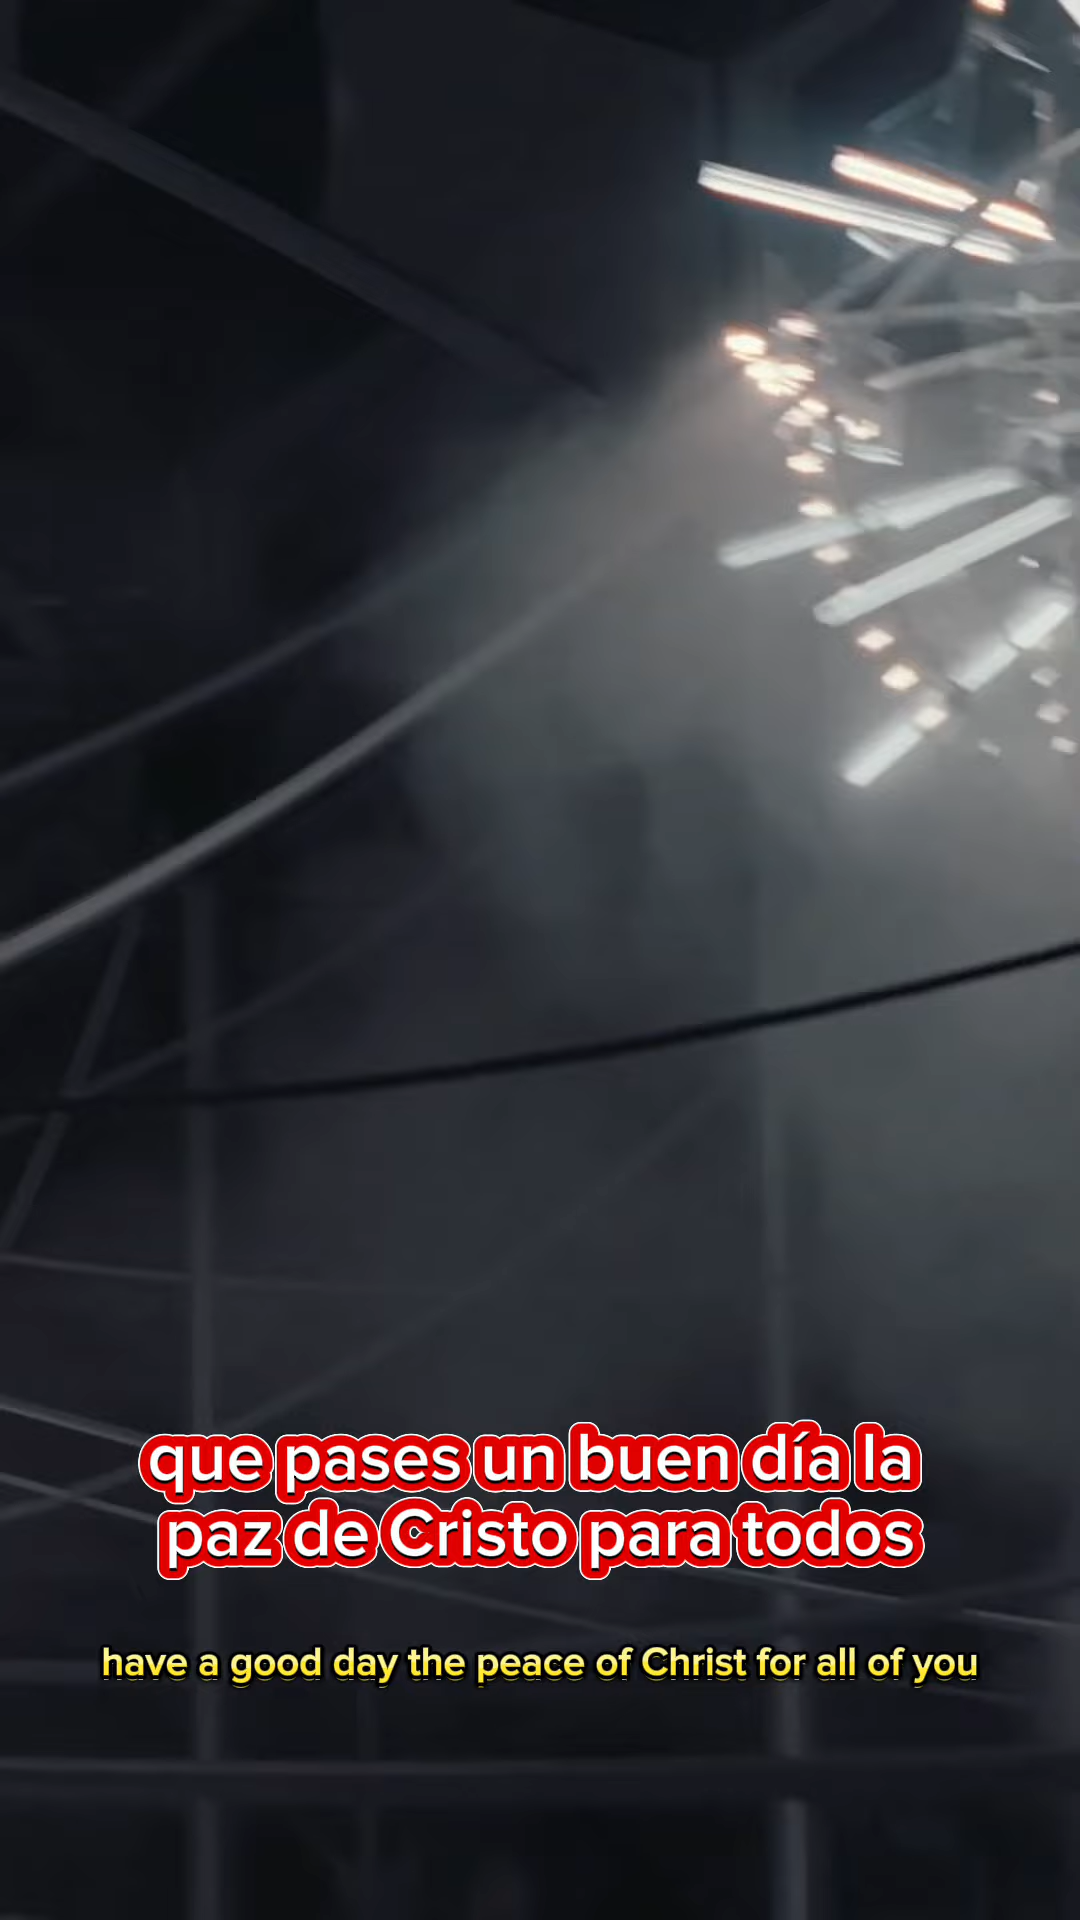 que pases un buen día la
paz de Cristo para todos
have a good day the peace of Christ for all of you